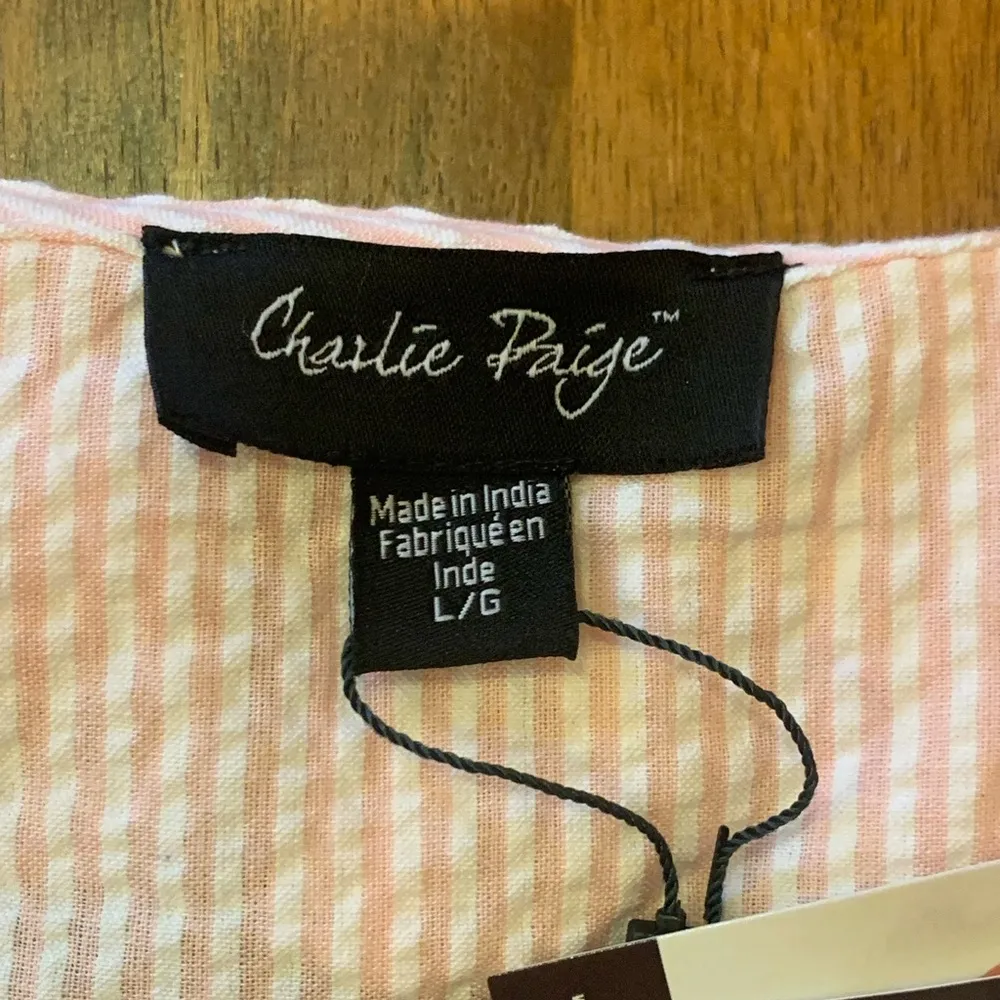 Charlie Paige™
Made in India
Fabriqué en
Inde
L/G